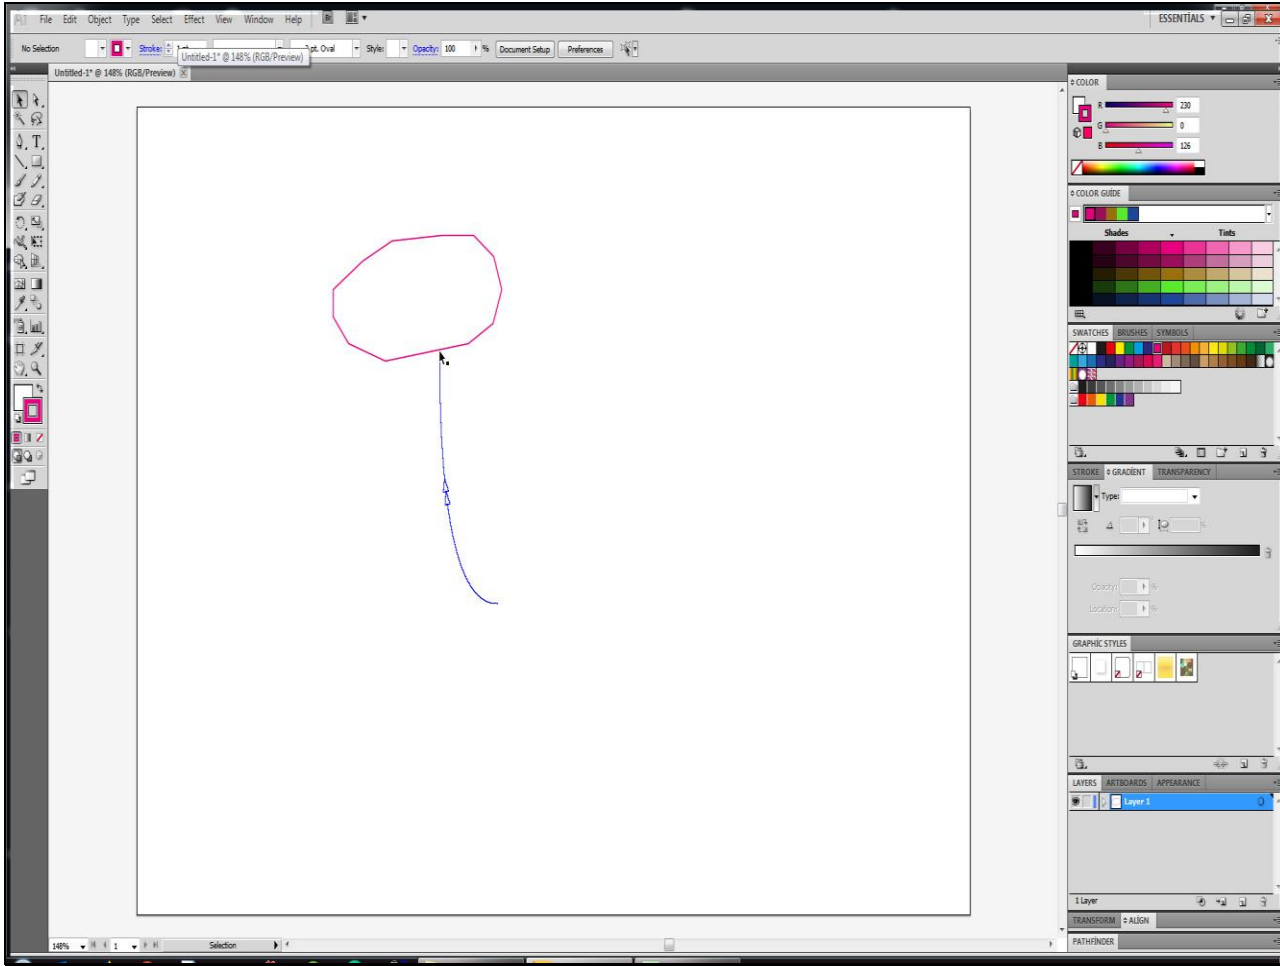 Ai File Edit Object Type Select Effect View Window Help Br ESSENTIALS
No Selection Stroke: pt. Oval Style: Opacity: 100 % Document Setup Preferences
Untitled-1* @ 148% (RGB/Preview)
Untitled-1* @ 148% (RGB/Preview)
COLOR
R 230
G 0
B 126
COLOR GUIDE
Shades Tints
SWATCHES BRUSHES SYMBOLS
STROKE GRADIENT TRANSPARENCY
Type:
%
Opacity: %
Location: %
GRAPHIC STYLES
LAYERS ARTBOARDS APPEARANCE
Layer 1
1 Layer
TRANSFORM ALIGN
PATHFINDER
148% 1 Selection